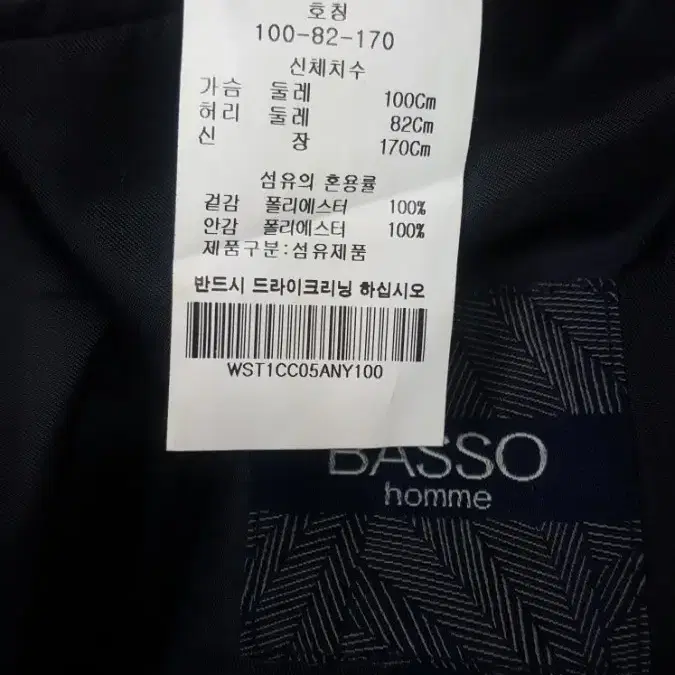 호칭
100-82-170
신체치수
가슴 둘레 100Cm
허리 둘레 82Cm
신 장 170Cm
섬유의 혼용률
겉감 폴리에스터 100%
안감 폴리에스터 100%
제품구분:섬유제품
반드시 드라이크리닝 하십시오
WST1CC05ANY100
BASSO
homme